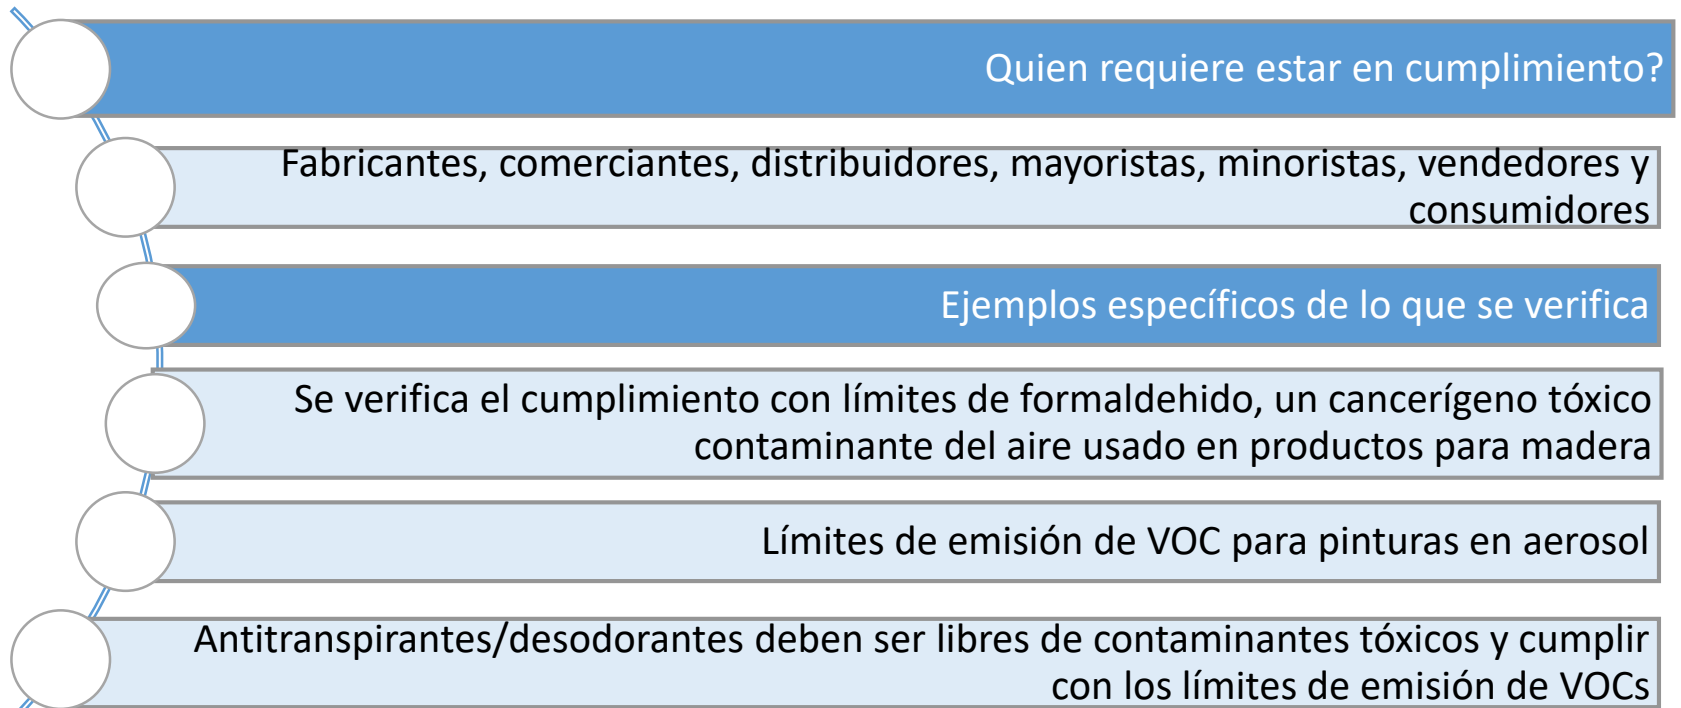 Quien requiere estar en cumplimiento?
Fabricantes, comerciantes, distribuidores, mayoristas, minoristas, vendedores y
consumidores
Ejemplos específicos de lo que se verifica
Se verifica el cumplimiento con límites de formaldehido, un cancerígeno tóxico
contaminante del aire usado en productos para madera
Límites de emisión de VOC para pinturas en aerosol
Antitranspirantes/desodorantes deben ser libres de contaminantes tóxicos y cumplir
con los límites de emisión de VOCs